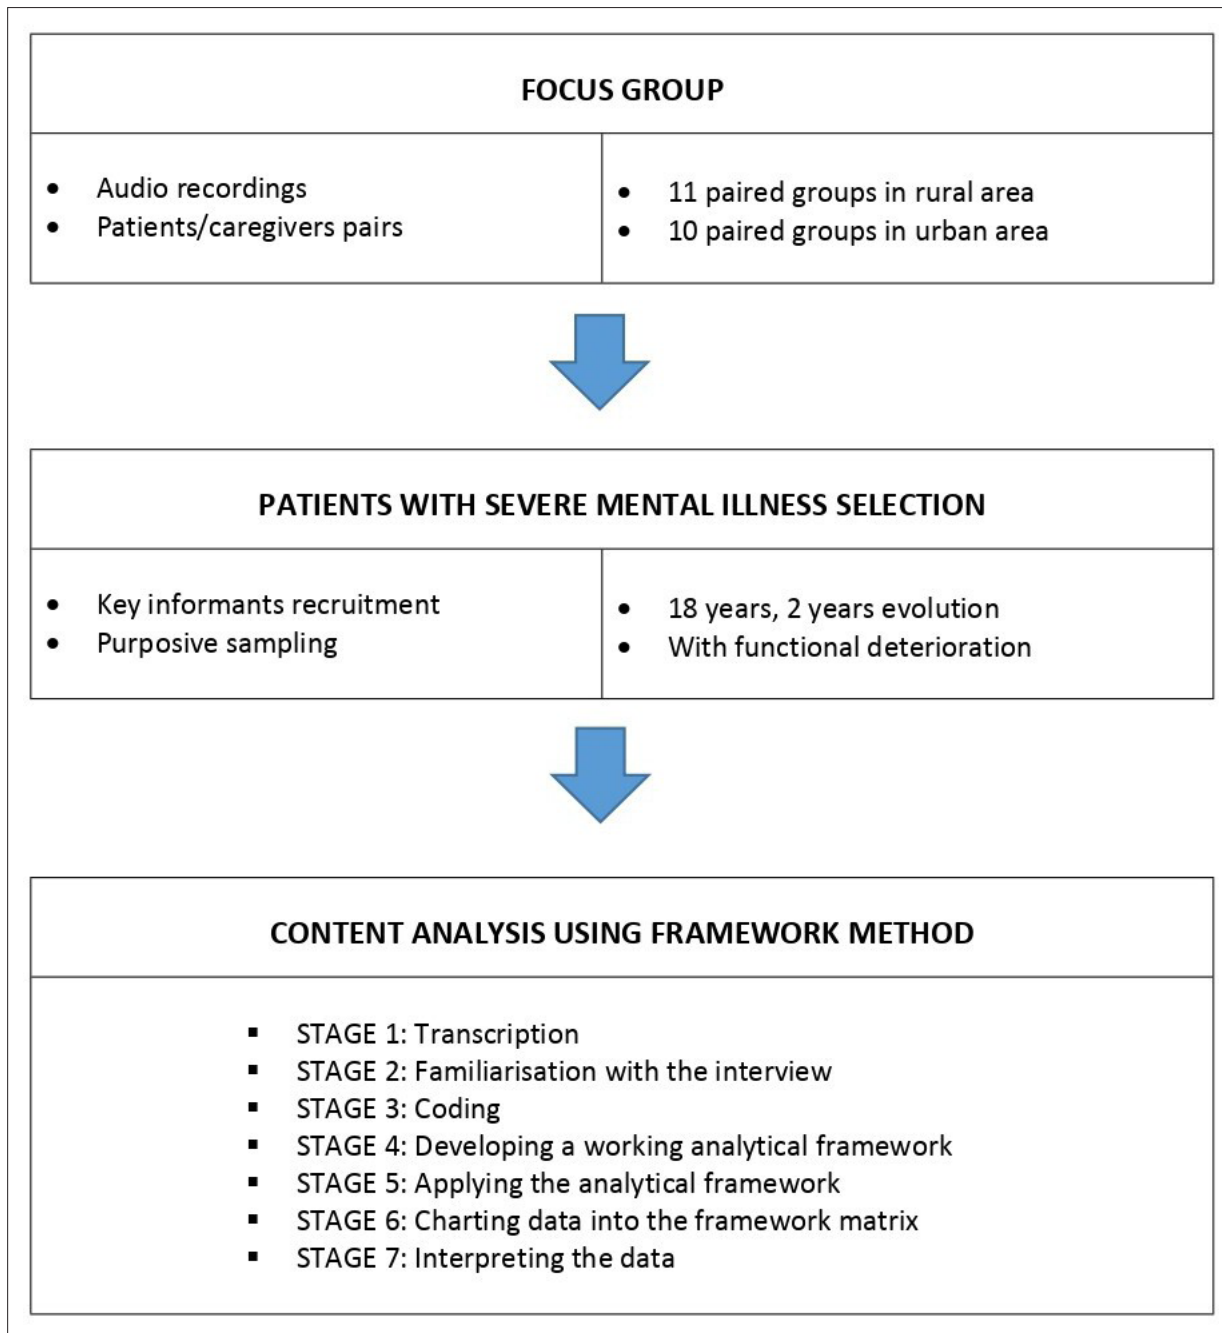 FOCUS GROUP
• Audio recordings
• Patients/caregivers pairs
• 11 paired groups in rural area
• 10 paired groups in urban area
PATIENTS WITH SEVERE MENTAL ILLNESS SELECTION
• Key informants recruitment
• Purposive sampling
• 18 years, 2 years evolution
• With functional deterioration
CONTENT ANALYSIS USING FRAMEWORK METHOD
▪ STAGE 1: Transcription
▪ STAGE 2: Familiarisation with the interview
▪ STAGE 3: Coding
▪ STAGE 4: Developing a working analytical framework
▪ STAGE 5: Applying the analytical framework
▪ STAGE 6: Charting data into the framework matrix
▪ STAGE 7: Interpreting the data